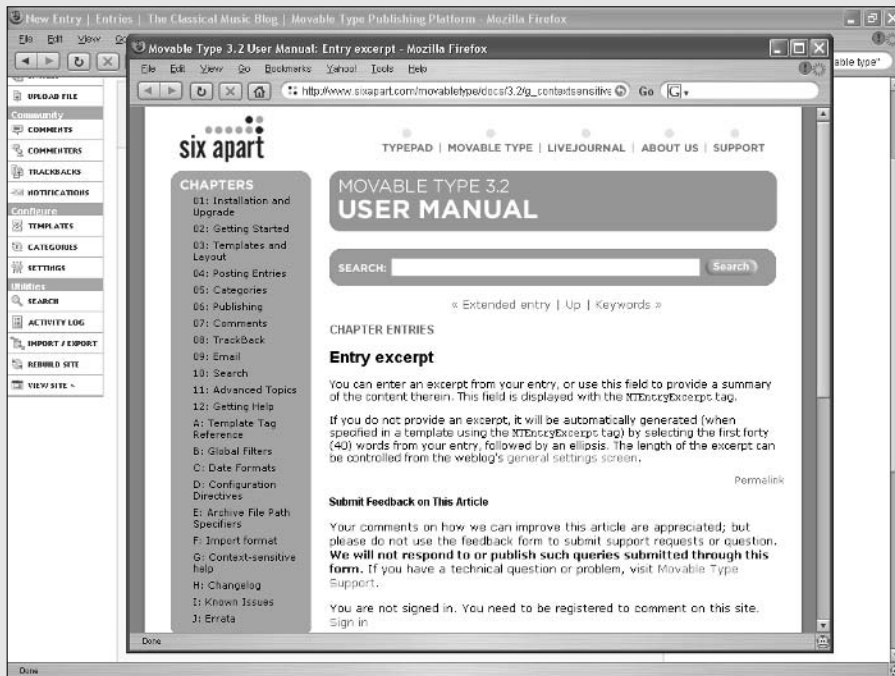 New Entry | Entries | The Classical Music Blog | Movable Type Publishing Platform - Mozilla Firefox
File Edit View Go
able type"
UPLOAD FILE
Community
COMMENTS
COMMENTERS
TRACKBACKS
NOTIFICATIONS
Configure
TEMPLATES
CATEGORIES
SETTINGS
Utilities
SEARCH
ACTIVITY LOG
IMPORT / EXPORT
REBUILD SITE
VIEW SITE
Done
Movable Type 3.2 User Manual: Entry excerpt - Mozilla Firefox
File Edit View Go Bookmarks Yahoo! Tools Help
http://www.sixapart.com/movabletype/docs/3.2/g_contextsensitive Go G
six apart
TYPEPAD | MOVABLE TYPE | LIVEJOURNAL | ABOUT US | SUPPORT
CHAPTERS
01: Installation and
Upgrade
02: Getting Started
03: Templates and
Layout
04: Posting Entries
05: Categories
06: Publishing
07: Comments
08: TrackBack
09: Email
10: Search
11: Advanced Topics
12: Getting Help
A: Template Tag
Reference
B: Global Filters
C: Date Formats
D: Configuration
Directives
E: Archive File Path
Specifiers
F: Import format
G: Context-sensitive
help
H: Changelog
I: Known Issues
J: Errata
MOVABLE TYPE 3.2
USER MANUAL
SEARCH: Search
« Extended entry | Up | Keywords »
CHAPTER ENTRIES
Entry excerpt
You can enter an excerpt from your entry, or use this field to provide a summary
of the content therein. This field is displayed with the MTEntryExcerpt tag.
If you do not provide an excerpt, it will be automatically generated (when
specified in a template using the MTEntryExcerpt tag) by selecting the first forty
(40) words from your entry, followed by an ellipsis. The length of the excerpt can
be controlled from the weblog's general settings screen.
Permalink
Submit Feedback on This Article
Your comments on how we can improve this article are appreciated; but
please do not use the feedback form to submit support requests or question.
We will not respond to or publish such queries submitted through this
form. If you have a technical question or problem, visit Movable Type
Support.
You are not signed in. You need to be registered to comment on this site.
Sign in
Done